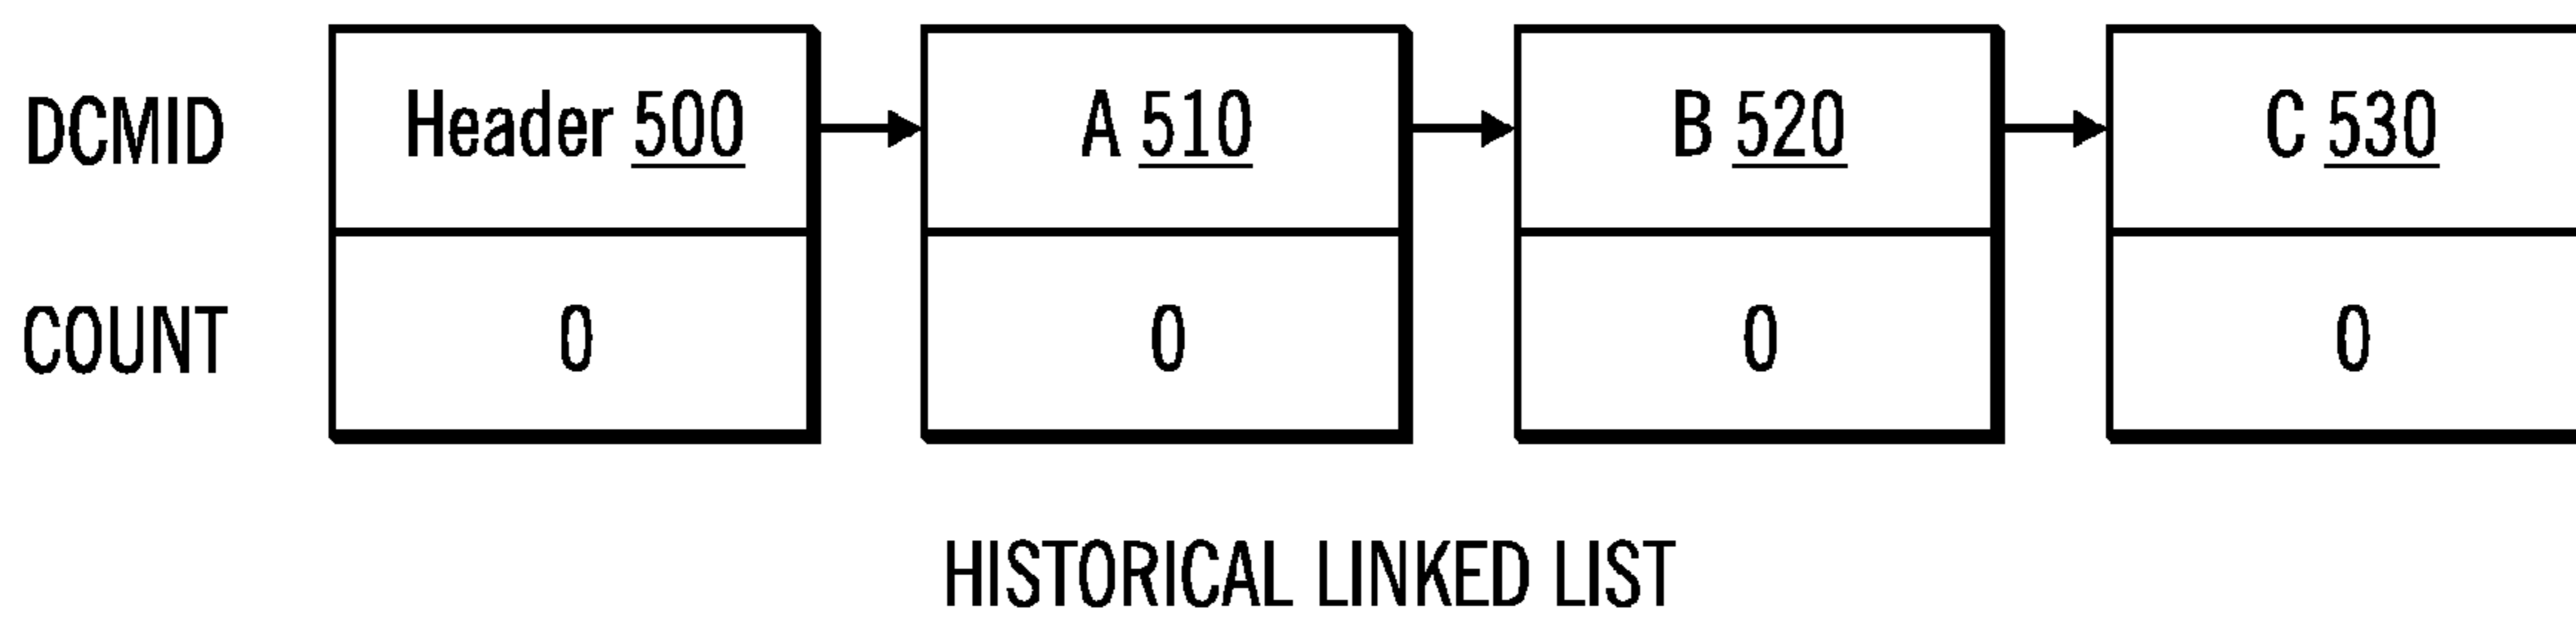 DCMID Header 500 A 510 B 520 C 530
COUNT 0 0 0 0
HISTORICAL LINKED LIST